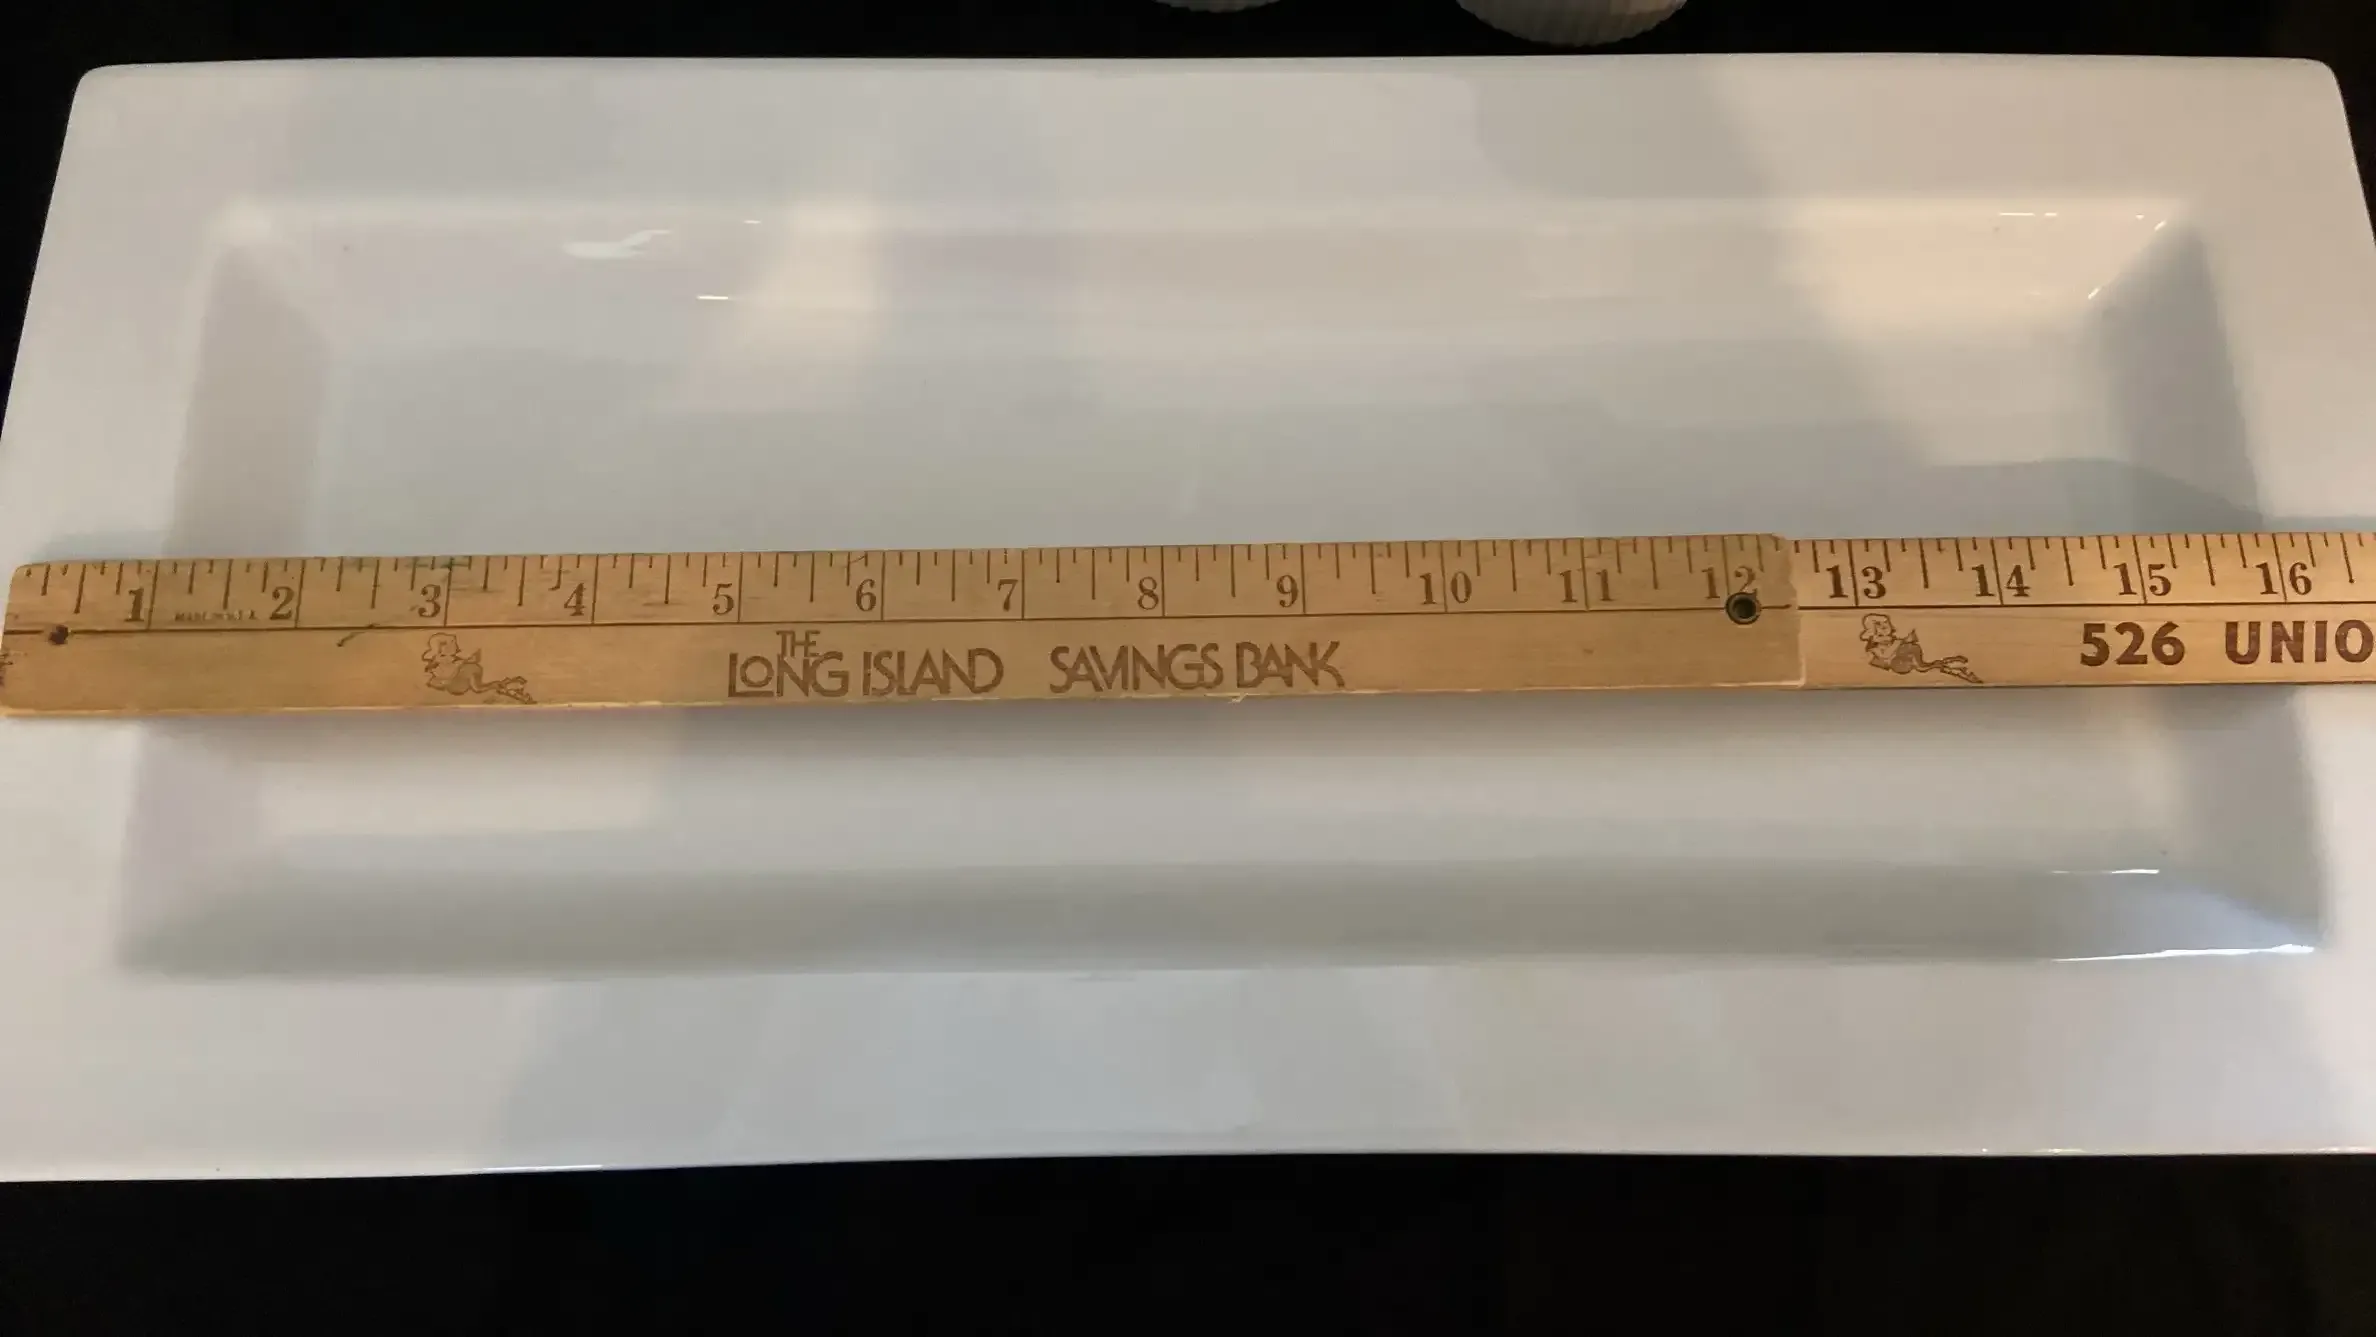 1 2 3 4 5 6 7 8 9 10 11 12 13 14 15 16
THE
LONG ISLAND SAVINGS BANK
526 UNIO